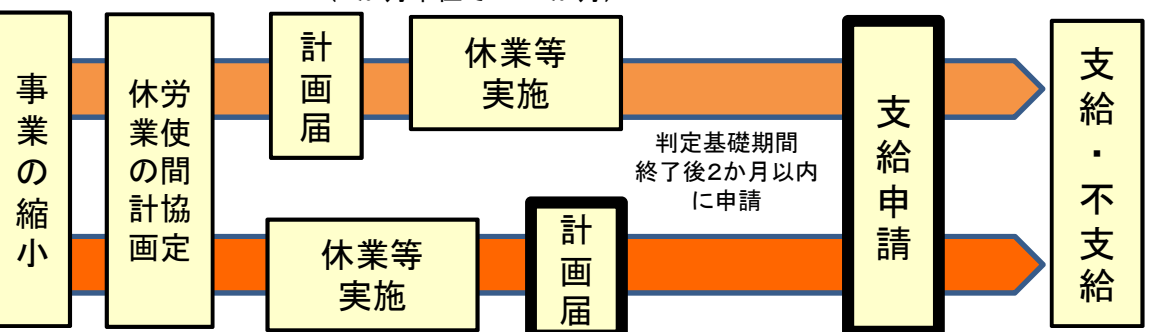 事業の縮小
労使間協定
休業の計画
計画届
休業等
実施
判定基礎期間
終了後2か月以内
に申請
休業等
実施
計画届
支給申請
支給・不支給